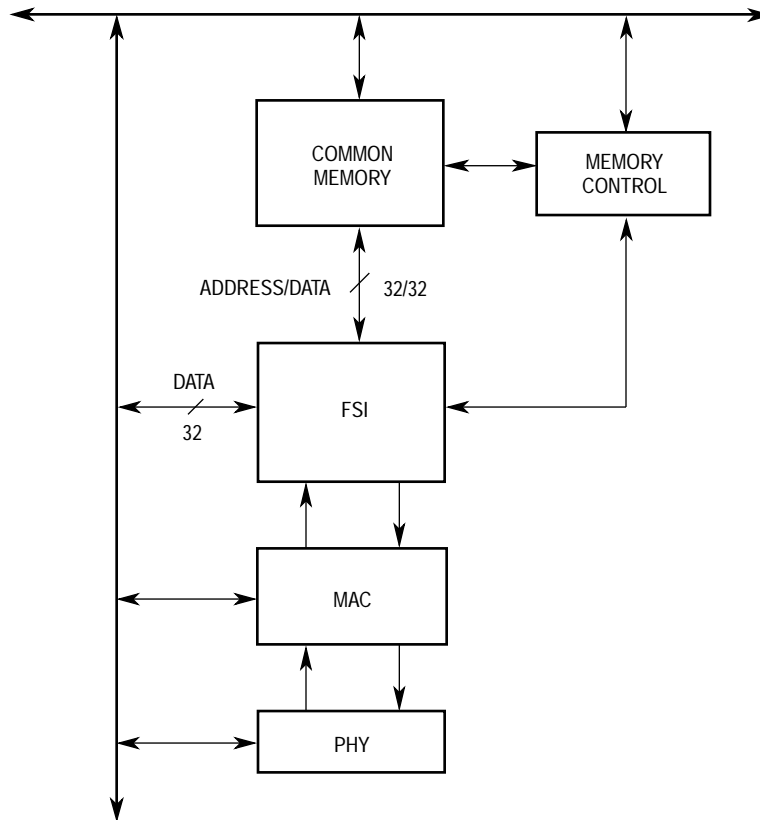 COMMON
MEMORY
MEMORY
CONTROL
ADDRESS/DATA
32/32
DATA
32
FSI
MAC
PHY